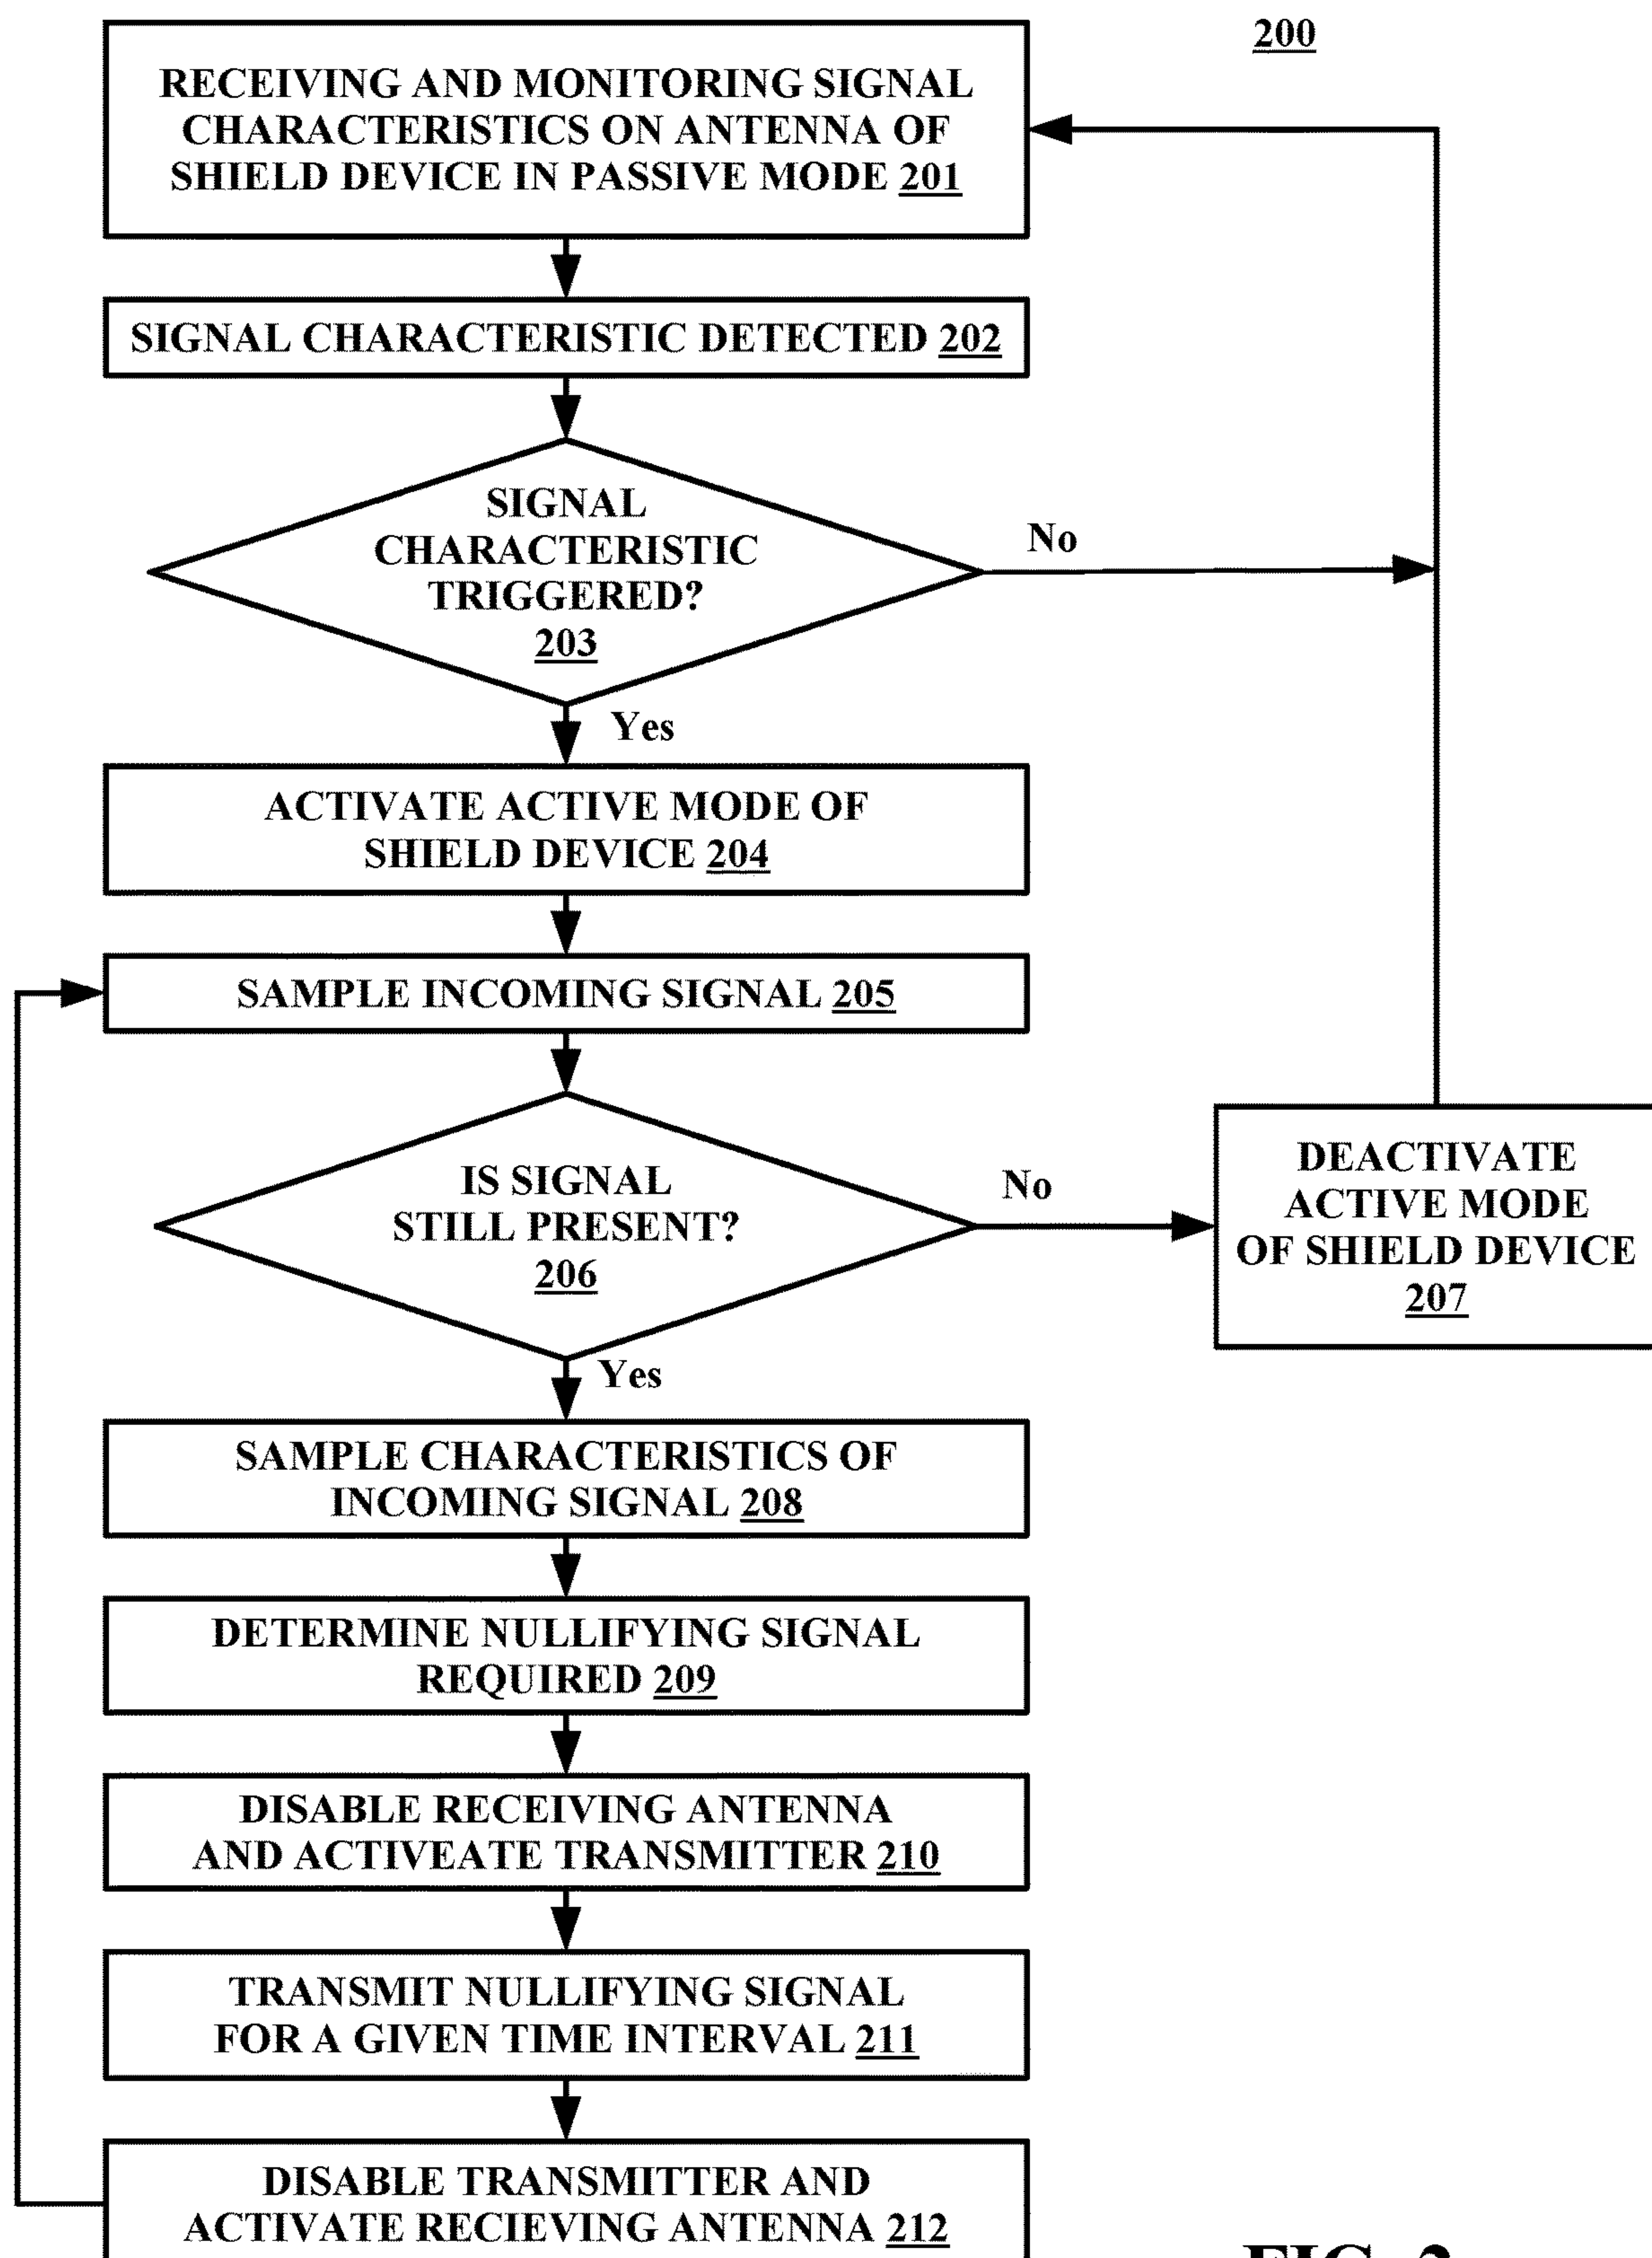 200
RECEIVING AND MONITORING SIGNAL
CHARACTERISTICS ON ANTENNA OF
SHIELD DEVICE IN PASSIVE MODE 201
SIGNAL CHARACTERISTIC DETECTED 202
SIGNAL
CHARACTERISTIC
TRIGGERED?
203
No
Yes
ACTIVATE ACTIVE MODE OF
SHIELD DEVICE 204
SAMPLE INCOMING SIGNAL 205
IS SIGNAL
STILL PRESENT?
206
No
DEACTIVATE
ACTIVE MODE
OF SHIELD DEVICE
207
Yes
SAMPLE CHARACTERISTICS OF
INCOMING SIGNAL 208
DETERMINE NULLIFYING SIGNAL
REQUIRED 209
DISABLE RECEIVING ANTENNA
AND ACTIVEATE TRANSMITTER 210
TRANSMIT NULLIFYING SIGNAL
FOR A GIVEN TIME INTERVAL 211
DISABLE TRANSMITTER AND
ACTIVATE RECIEVING ANTENNA 212
FIG.